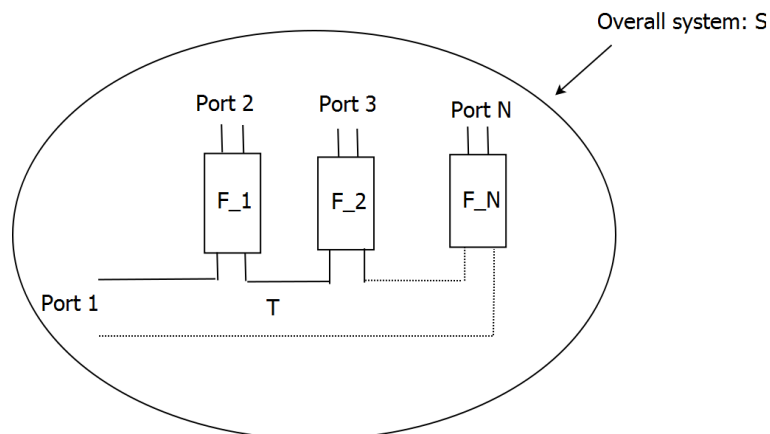 Overall system: S
Port 2
Port 3
Port N
F_1
F_2
F_N
Port 1
T